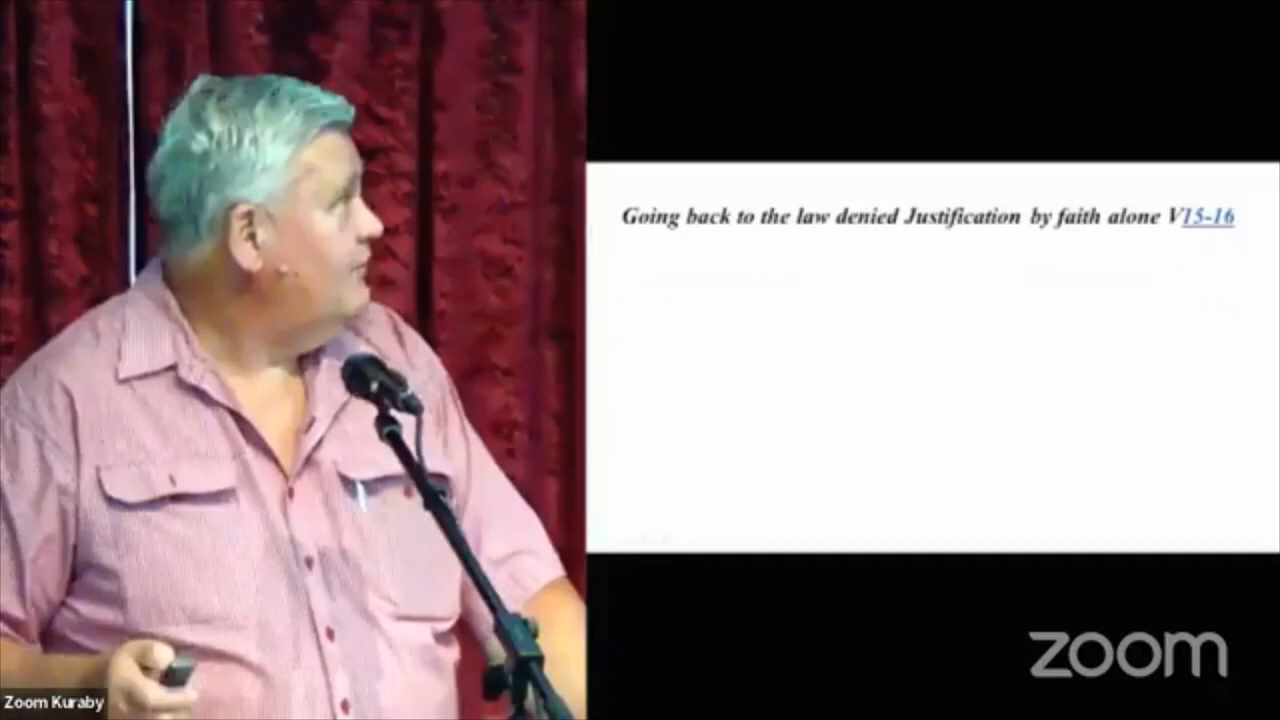 Going back to the law denied Justification by faith alone V15-16
zoom
Zoom Kuraby